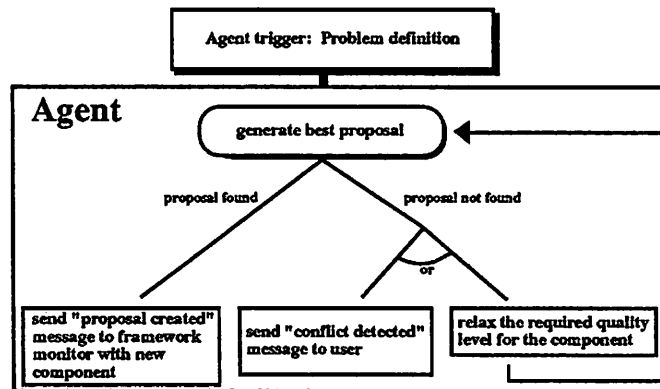 Agent trigger: Problem definition
Agent
generate best proposal
proposal found
proposal not found
or
send "proposal created"
message to framework
monitor with new
component
send "conflict detected"
message to user
relax the required quality
level for the component